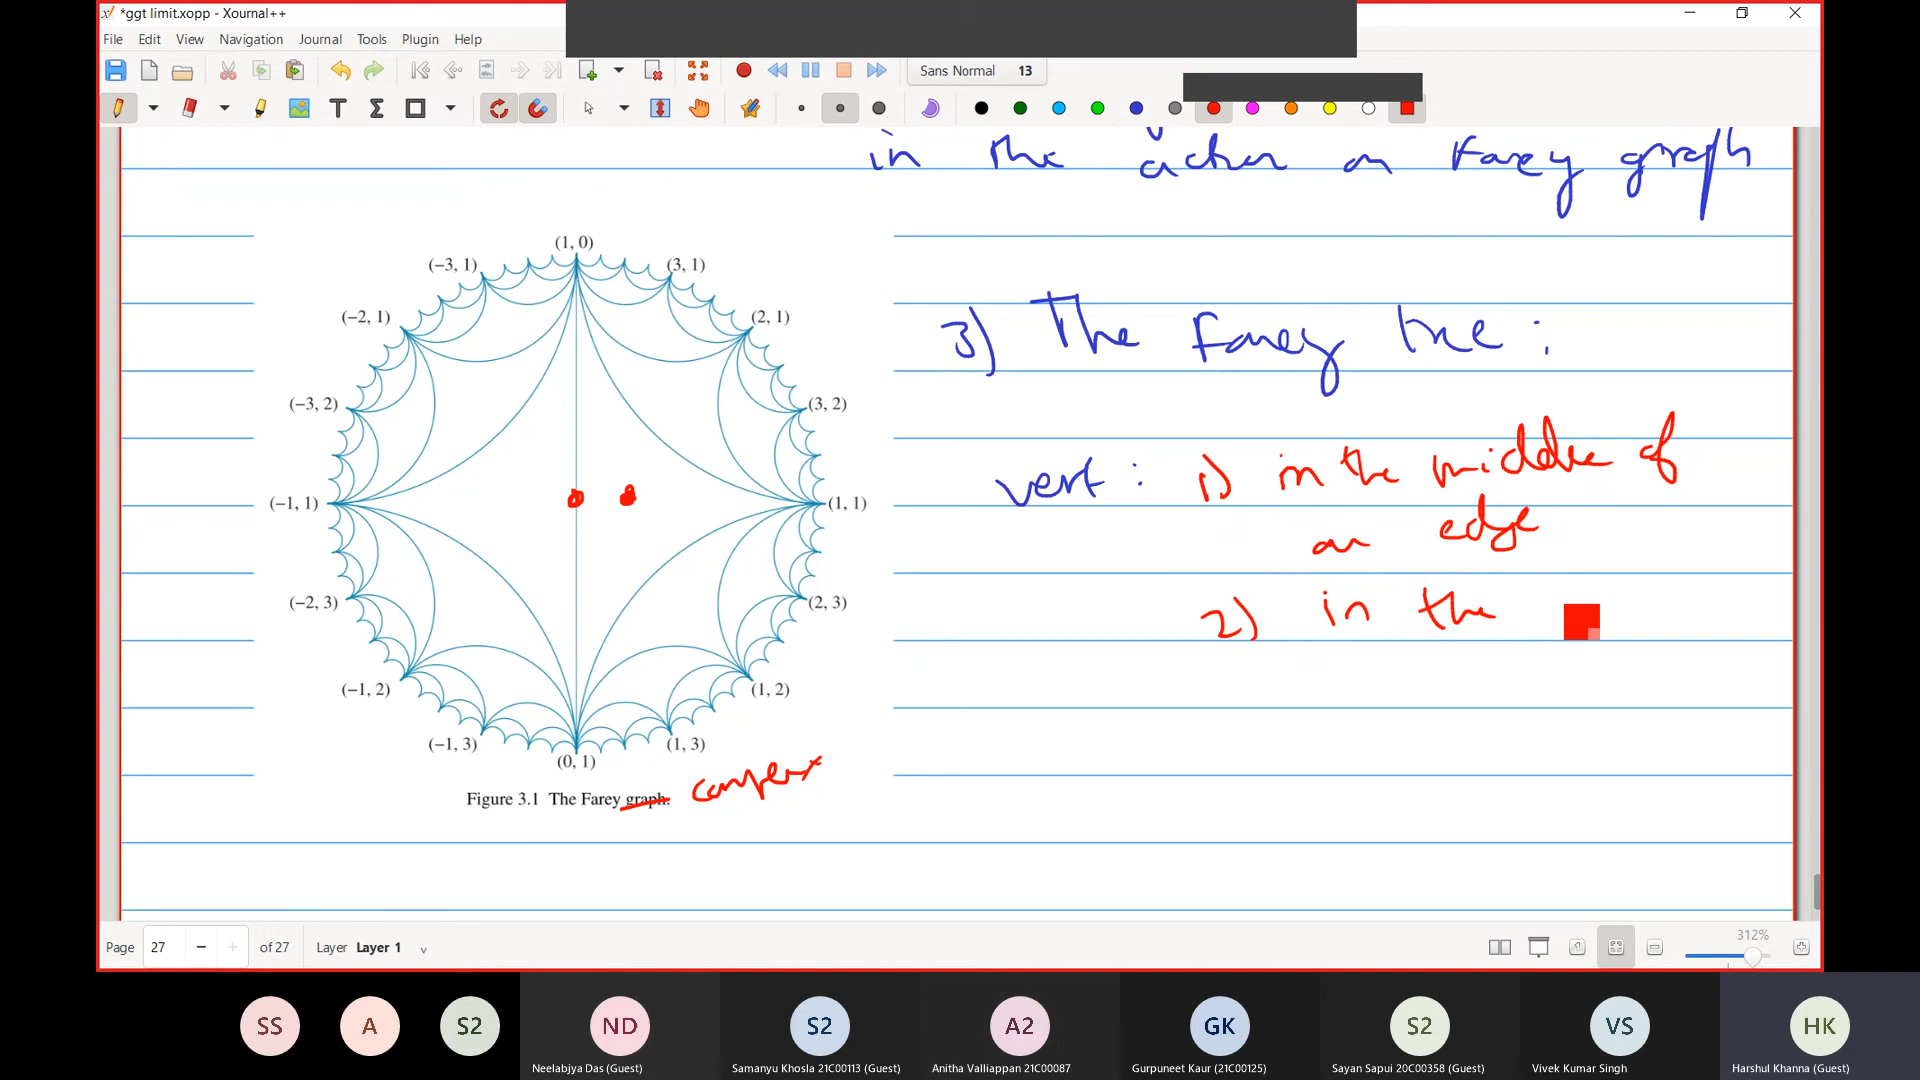 *ggt limit.xopp - Xournal++
File Edit View Navigation Journal Tools Plugin Help
Sans Normal 13
in the action on Farey graph
(1, 0)
(−3, 1) (3, 1)
(−2, 1) (2, 1)
(−3, 2) (3, 2)
(−1, 1) (1, 1)
(−2, 3) (2, 3)
(−1, 2) (1, 2)
(−1, 3) (1, 3)
(0, 1)
Figure 3.1 The Farey graph. complex
3) The Farey tree :
vert : 1) in the middle of
an edge
2) in the
Page 27 of 27 Layer Layer 1 312%
SS A S2 ND S2 A2 GK S2 VS HK
Neelabjya Das (Guest) Samanyu Khosla 21C00113 (Guest) Anitha Valliappan 21C00087 Gurpuneet Kaur (21C00125) Sayan Sapui 20C00358 (Guest) Vivek Kumar Singh Harshul Khanna (Guest)